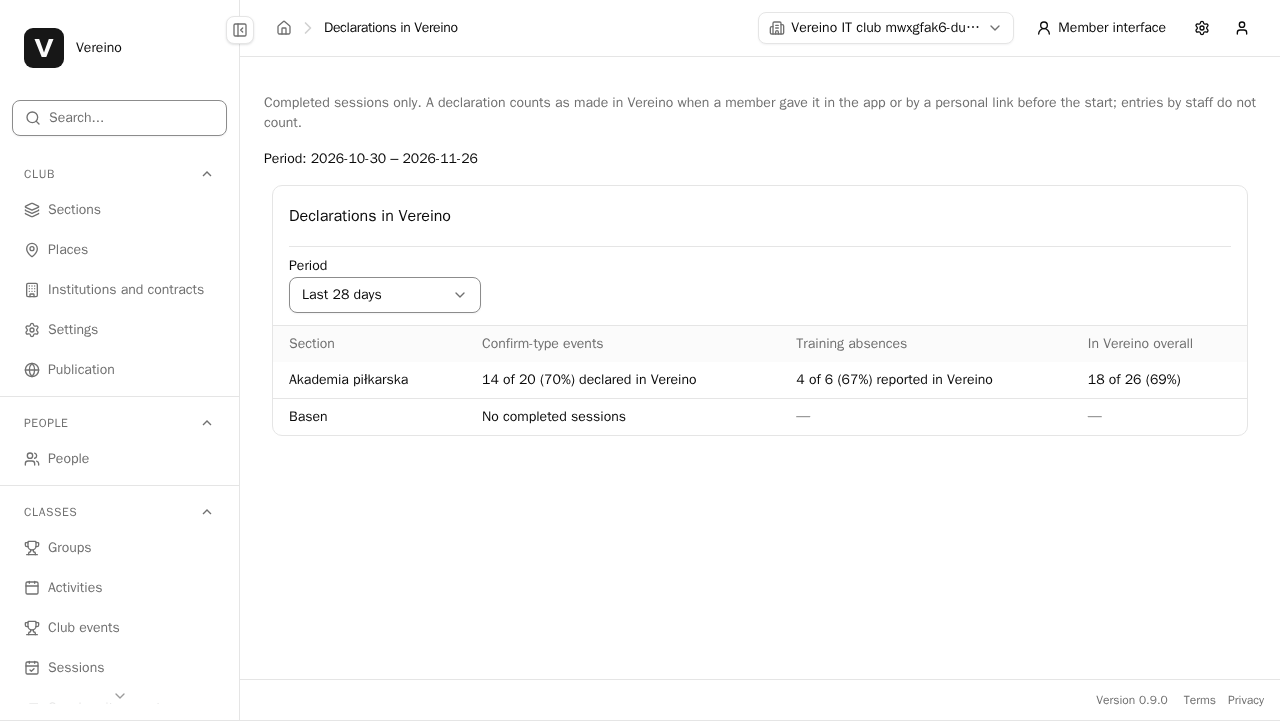 Vereino
Search...
CLUB
Sections
Places
Institutions and contracts
Settings
Publication
PEOPLE
People
CLASSES
Groups
Activities
Club events
Sessions
Declarations in Vereino
Vereino IT club mwxgfak6-du···
Member interface
Completed sessions only. A declaration counts as made in Vereino when a member gave it in the app or by a personal link before the start; entries by staff do not
count.
Period: 2026-10-30 – 2026-11-26
Declarations in Vereino
Period
Last 28 days
Section Confirm-type events Training absences In Vereino overall
Akademia piłkarska 14 of 20 (70%) declared in Vereino 4 of 6 (67%) reported in Vereino 18 of 26 (69%)
Basen No completed sessions — —
Version 0.9.0 Terms Privacy